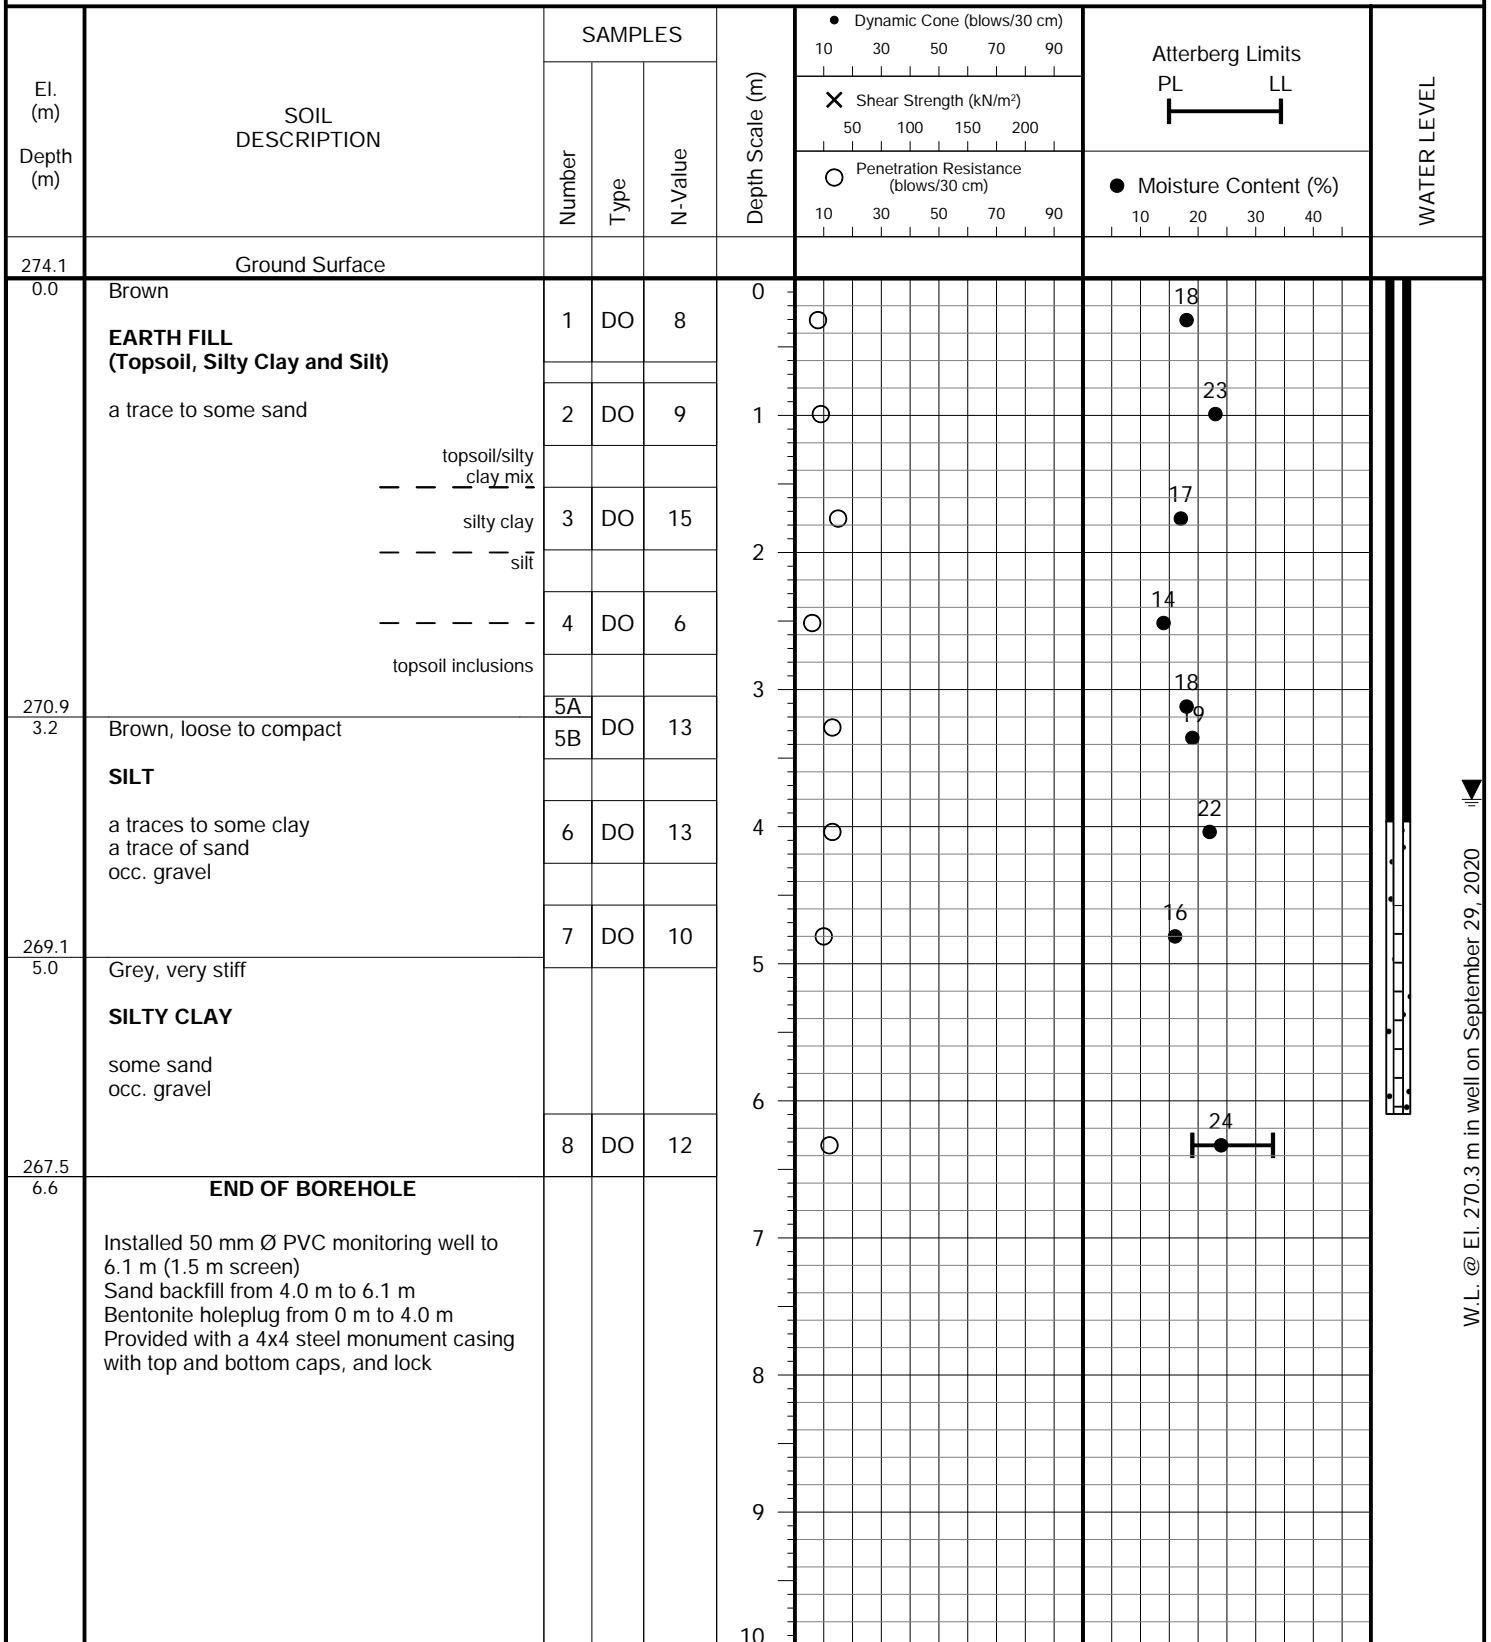 El.
(m)
Depth
(m)
SOIL
DESCRIPTION
SAMPLES
Number
Type
N-Value
Depth Scale (m)
● Dynamic Cone (blows/30 cm)
10 30 50 70 90
✕ Shear Strength (kN/m²)
50 100 150 200
○ Penetration Resistance
(blows/30 cm)
10 30 50 70 90
Atterberg Limits
PL LL
● Moisture Content (%)
10 20 30 40
WATER LEVEL
274.1 Ground Surface
0.0 Brown
EARTH FILL
(Topsoil, Silty Clay and Silt)
a trace to some sand
topsoil/silty
clay mix
silty clay
silt
topsoil inclusions
270.9
3.2 Brown, loose to compact
SILT
a traces to some clay
a trace of sand
occ. gravel
269.1
5.0 Grey, very stiff
SILTY CLAY
some sand
occ. gravel
267.5
6.6 END OF BOREHOLE
Installed 50 mm Ø PVC monitoring well to
6.1 m (1.5 m screen)
Sand backfill from 4.0 m to 6.1 m
Bentonite holeplug from 0 m to 4.0 m
Provided with a 4x4 steel monument casing
with top and bottom caps, and lock
1 DO 8
2 DO 9
3 DO 15
4 DO 6
5A
5B DO 13
6 DO 13
7 DO 10
8 DO 12
0
1
2
3
4
5
6
7
8
9
10
18
23
17
14
18
19
22
16
24
W.L. @ El. 270.3 m in well on September 29, 2020